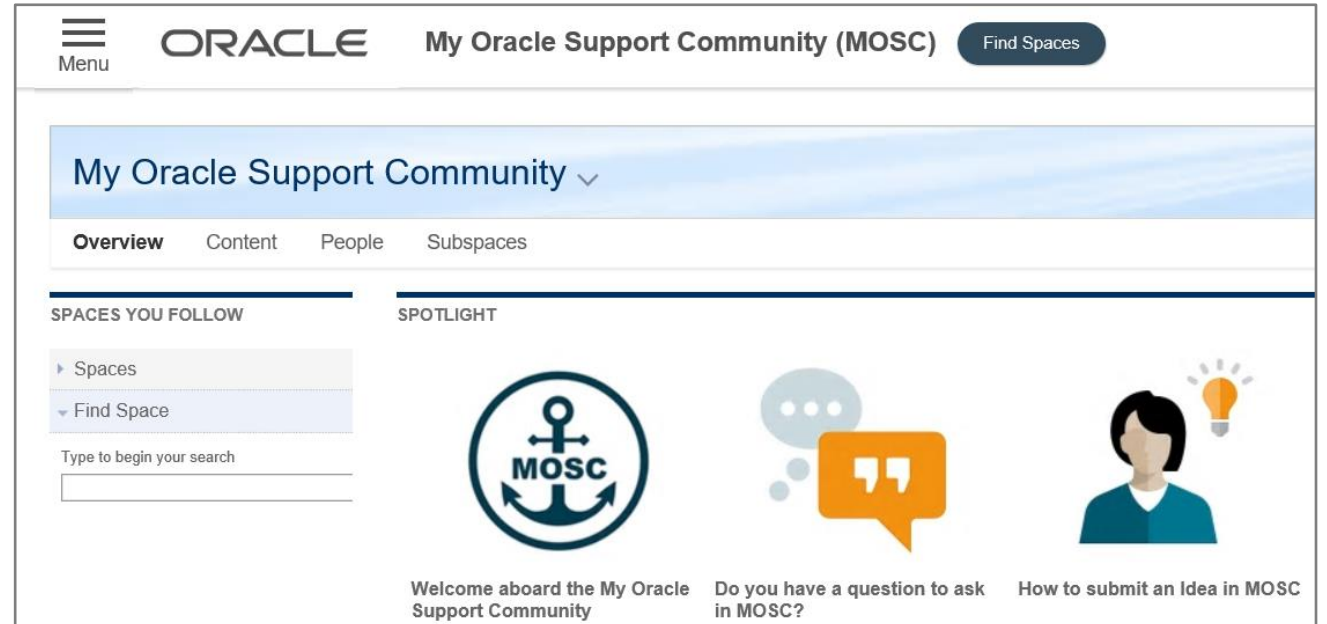 ORACLE My Oracle Support Community (MOSC) Find Spaces
Menu
My Oracle Support Community
Overview Content People Subspaces
SPACES YOU FOLLOW
Spaces
Find Space
Type to begin your search
SPOTLIGHT
MOSC
Welcome aboard the My Oracle
Support Community
Do you have a question to ask
in MOSC?
How to submit an Idea in MOSC